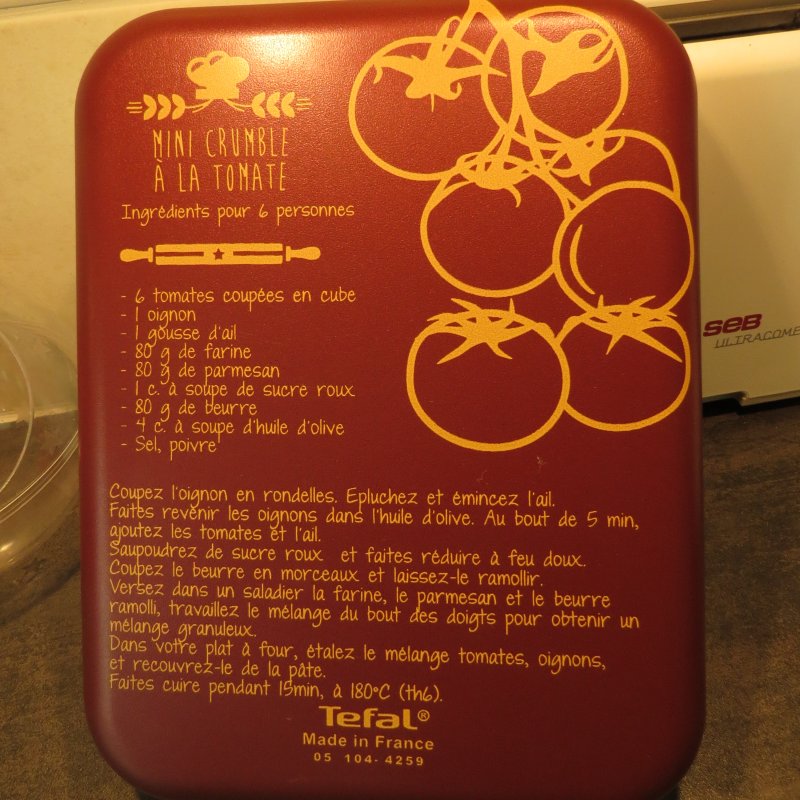 MINI CRUMBLE
À LA TOMATE
Ingrédients pour 6 personnes
- 6 tomates coupées en cube
- 1 oignon
- 1 gousse d'ail
- 80 g de farine
- 80 g de parmesan
- 1 c. à soupe de sucre roux
- 80 g de beurre
- 4 c. à soupe d'huile d'olive
- Sel, poivre
Coupez l'oignon en rondelles. Epluchez et émincez l'ail.
Faites revenir les oignons dans l'huile d'olive. Au bout de 5 min,
ajoutez les tomates et l'ail.
Saupoudrez de sucre roux et faites réduire à feu doux.
Coupez le beurre en morceaux et laissez-le ramollir.
Versez dans un saladier la farine, le parmesan et le beurre
ramolli, travaillez le mélange du bout des doigts pour obtenir un
mélange granuleux.
Dans votre plat à four, étalez le mélange tomates, oignons,
et recouvrez-le de la pâte.
Faites cuire pendant 15min, à 180°C (th6).
Tefal®
Made in France
05 104-4259
SEB